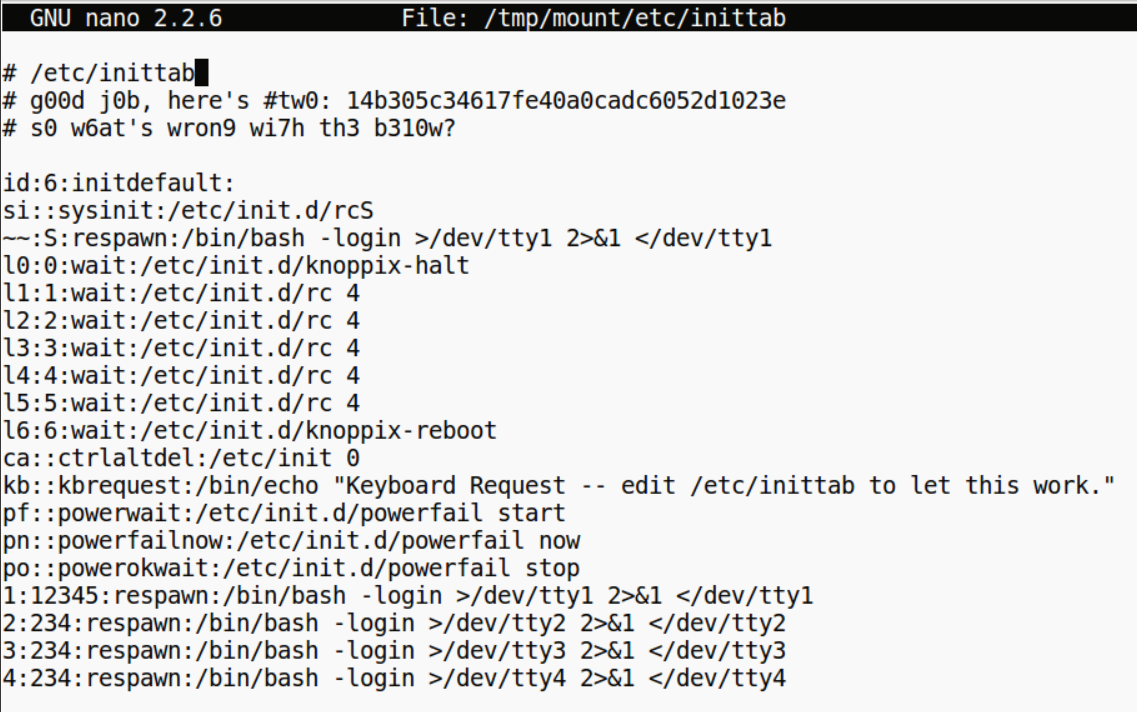 GNU nano 2.2.6 File: /tmp/mount/etc/inittab
# /etc/inittab
# g00d j0b, here's #tw0: 14b305c34617fe40a0cadc6052d1023e
# s0 w6at's wron9 wi7h th3 b310w?
id:6:initdefault:
si::sysinit:/etc/init.d/rcS
~~:S:respawn:/bin/bash -login >/dev/tty1 2>&1 </dev/tty1
l0:0:wait:/etc/init.d/knoppix-halt
l1:1:wait:/etc/init.d/rc 4
l2:2:wait:/etc/init.d/rc 4
l3:3:wait:/etc/init.d/rc 4
l4:4:wait:/etc/init.d/rc 4
l5:5:wait:/etc/init.d/rc 4
l6:6:wait:/etc/init.d/knoppix-reboot
ca::ctrlaltdel:/etc/init 0
kb::kbrequest:/bin/echo "Keyboard Request -- edit /etc/inittab to let this work."
pf::powerwait:/etc/init.d/powerfail start
pn::powerfailnow:/etc/init.d/powerfail now
po::powerokwait:/etc/init.d/powerfail stop
1:12345:respawn:/bin/bash -login >/dev/tty1 2>&1 </dev/tty1
2:234:respawn:/bin/bash -login >/dev/tty2 2>&1 </dev/tty2
3:234:respawn:/bin/bash -login >/dev/tty3 2>&1 </dev/tty3
4:234:respawn:/bin/bash -login >/dev/tty4 2>&1 </dev/tty4